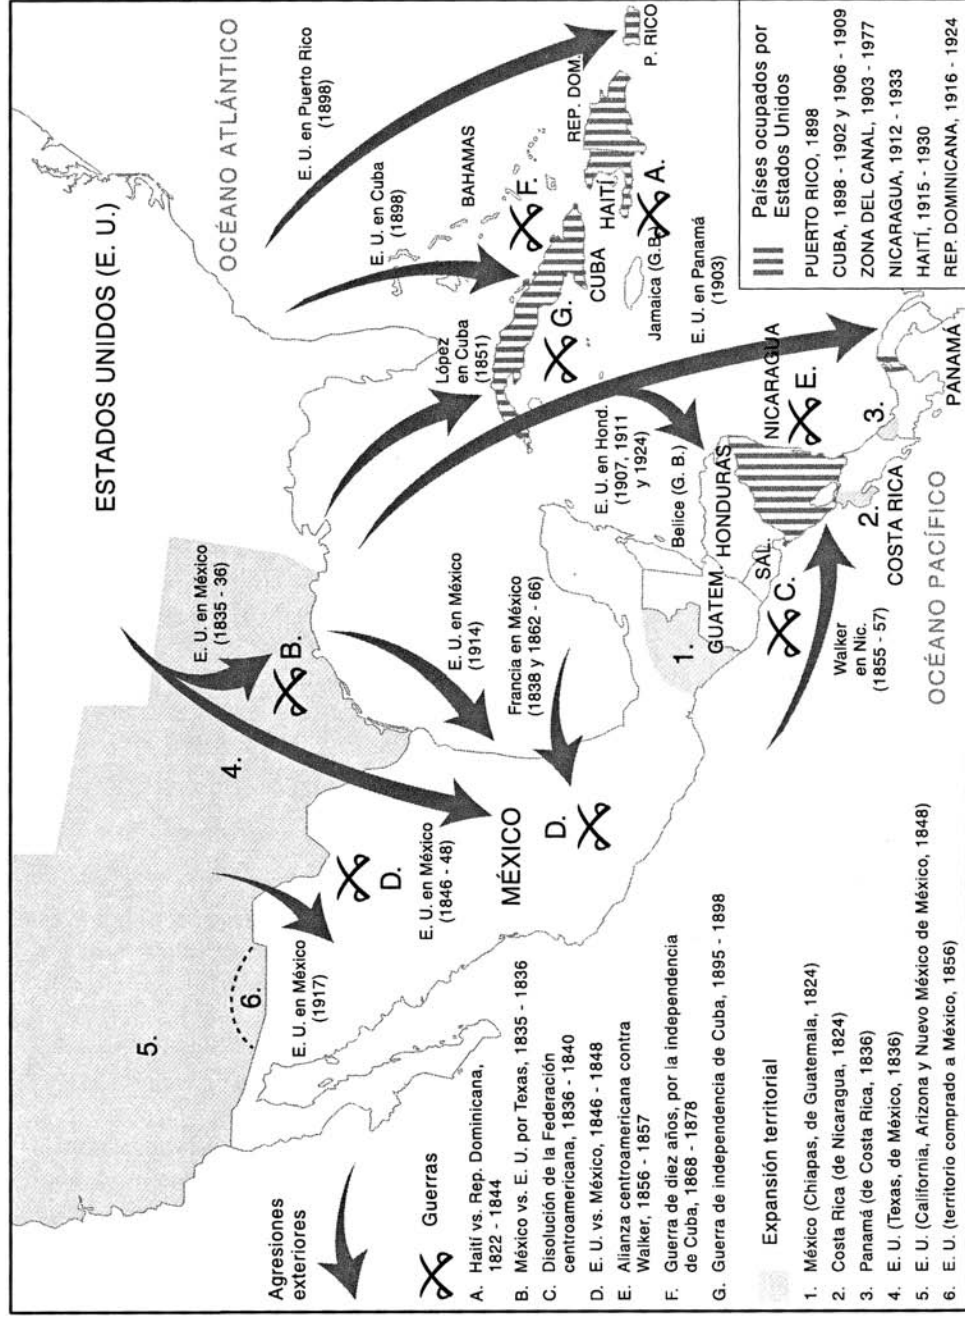 ESTADOS UNIDOS (E. U.)
OCÉANO ATLÁNTICO
E. U. en Puerto Rico
(1898)
E. U. en Cuba
(1898)
López
en Cuba
(1851)
BAHAMAS
F.
G.
CUBA
HAITÍ
REP. DOM.
P. RICO
A.
Jamaica (G. B.)
E. U. en Panamá
(1903)
5.
4.
6.
E. U. en México
(1835 - 36)
B.
E. U. en México
(1917)
D.
E. U. en México
(1846 - 48)
E. U. en México
(1914)
Francia en México
(1838 y 1862 - 66)
MÉXICO
D.
E. U. en Hond.
(1907, 1911
y 1924)
Belice (G. B.)
1.
GUATEM.
HONDURAS
SAL.
C.
NICARAGUA
E.
2.
3.
COSTA RICA
PANAMÁ
Walker
en Nic.
(1855 - 57)
OCÉANO PACÍFICO
Agresiones
exteriores
Guerras
A. Haití vs. Rep. Dominicana,
1822 - 1844
B. México vs. E. U. por Texas, 1835 - 1836
C. Disolución de la Federación
centroamericana, 1836 - 1840
D. E. U. vs. México, 1846 - 1848
E. Alianza centroamericana contra
Walker, 1856 - 1857
F. Guerra de diez años, por la independencia
de Cuba, 1868 - 1878
G. Guerra de independencia de Cuba, 1895 - 1898
Expansión territorial
1. México (Chiapas, de Guatemala, 1824)
2. Costa Rica (de Nicaragua, 1824)
3. Panamá (de Costa Rica, 1836)
4. E. U. (Texas, de México, 1836)
5. E. U. (California, Arizona y Nuevo México de México, 1848)
6. E. U. (territorio comprado a México, 1856)
Países ocupados por
Estados Unidos
PUERTO RICO, 1898
CUBA, 1898 - 1902 y 1906 - 1909
ZONA DEL CANAL, 1903 - 1977
NICARAGUA, 1912 - 1933
HAITÍ, 1915 - 1930
REP. DOMINICANA, 1916 - 1924